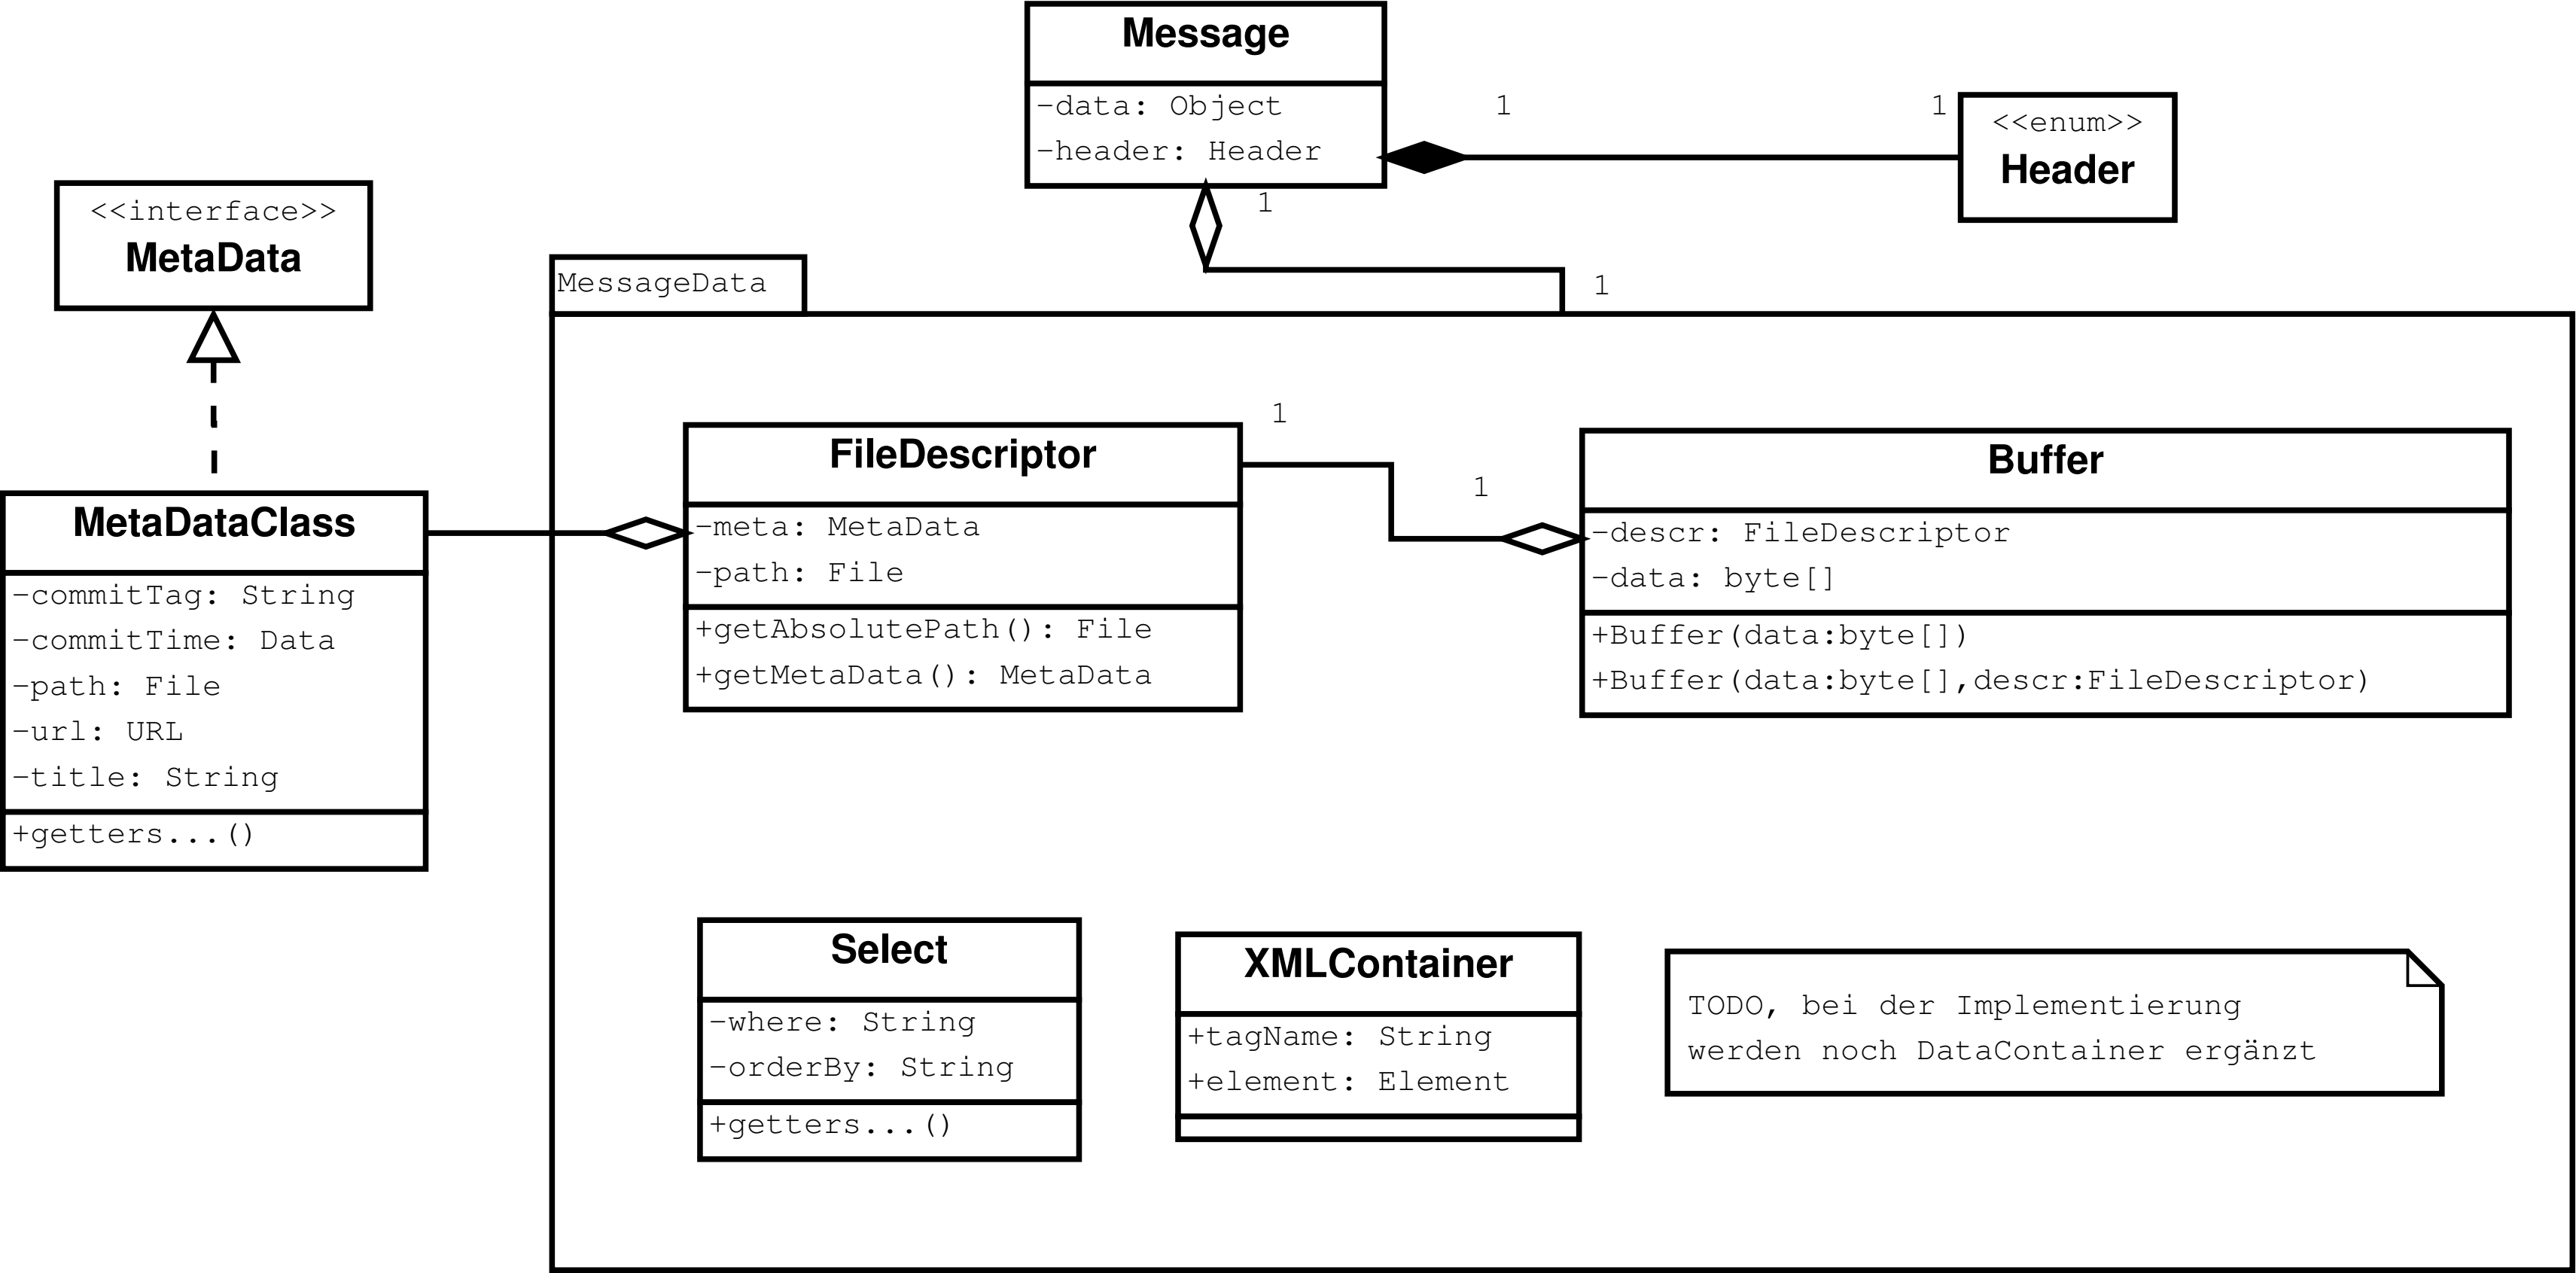 Message
-data: Object
-header: Header
1
1
<<enum>>
Header
1
1
<<interface>>
MetaData
MessageData
MetaDataClass
-commitTag: String
-commitTime: Data
-path: File
-url: URL
-title: String
+getters...()
FileDescriptor
-meta: MetaData
-path: File
+getAbsolutePath(): File
+getMetaData(): MetaData
1
1
Buffer
-descr: FileDescriptor
-data: byte[]
+Buffer(data:byte[])
+Buffer(data:byte[],descr:FileDescriptor)
Select
-where: String
-orderBy: String
+getters...()
XMLContainer
+tagName: String
+element: Element
TODO, bei der Implementierung
werden noch DataContainer ergänzt